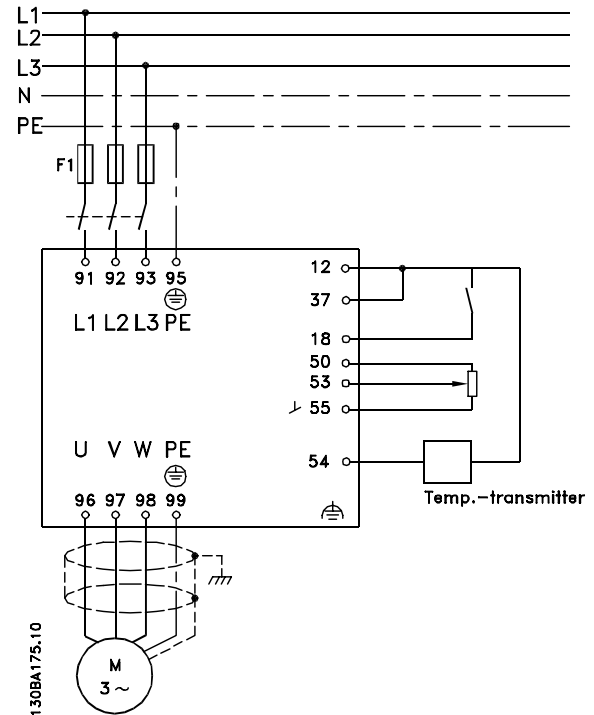 L1
L2
L3
N
PE
F1
91 92 93 95
L1 L2 L3 PE
12
37
18
50
53
55
54
Temp.-transmitter
U V W PE
96 97 98 99
M
3 ~
130BA175.10